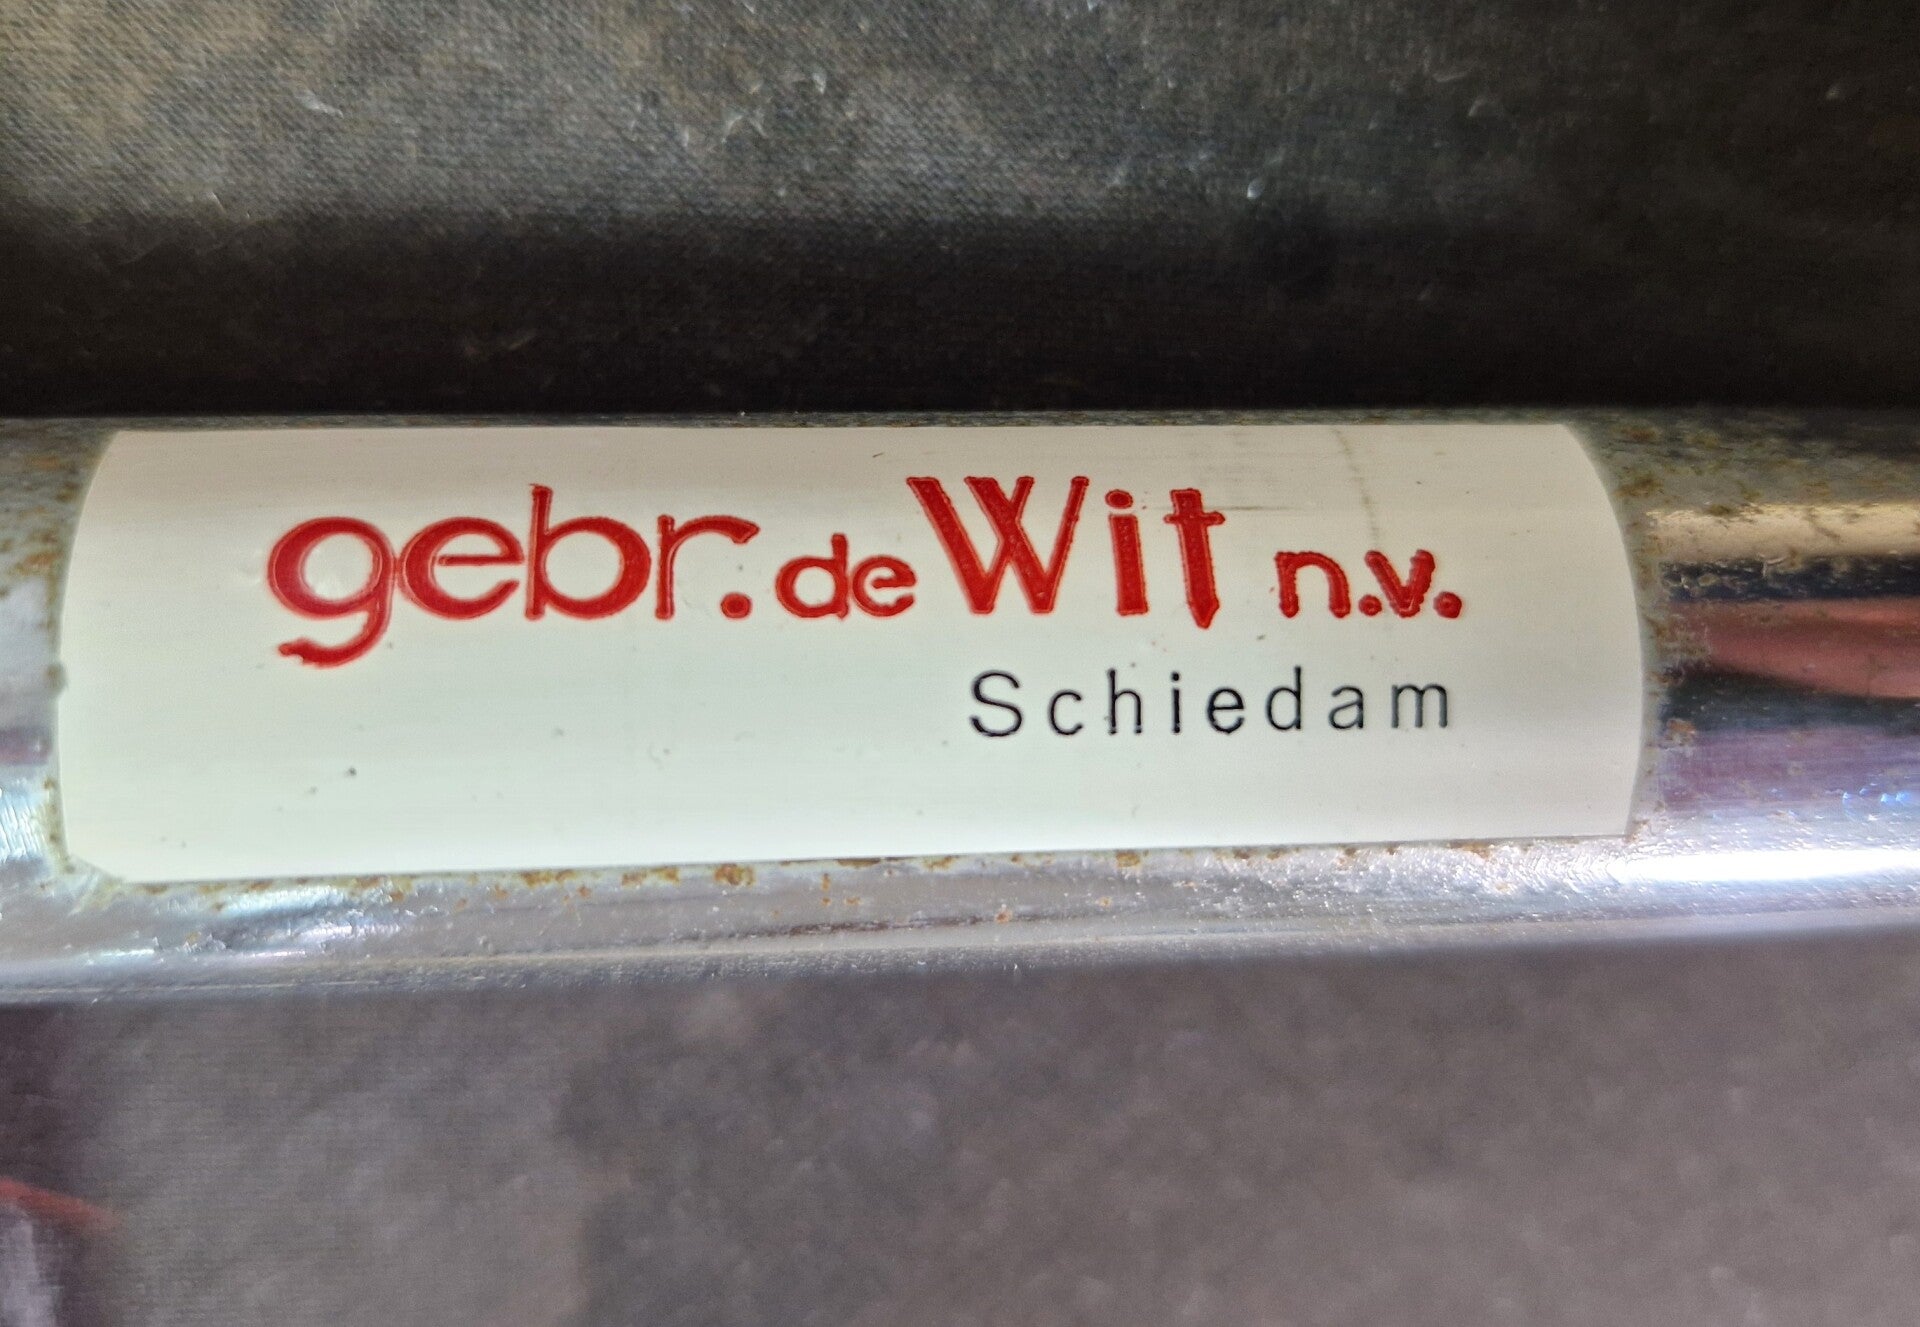 gebr. de Wit n.v.
Schiedam